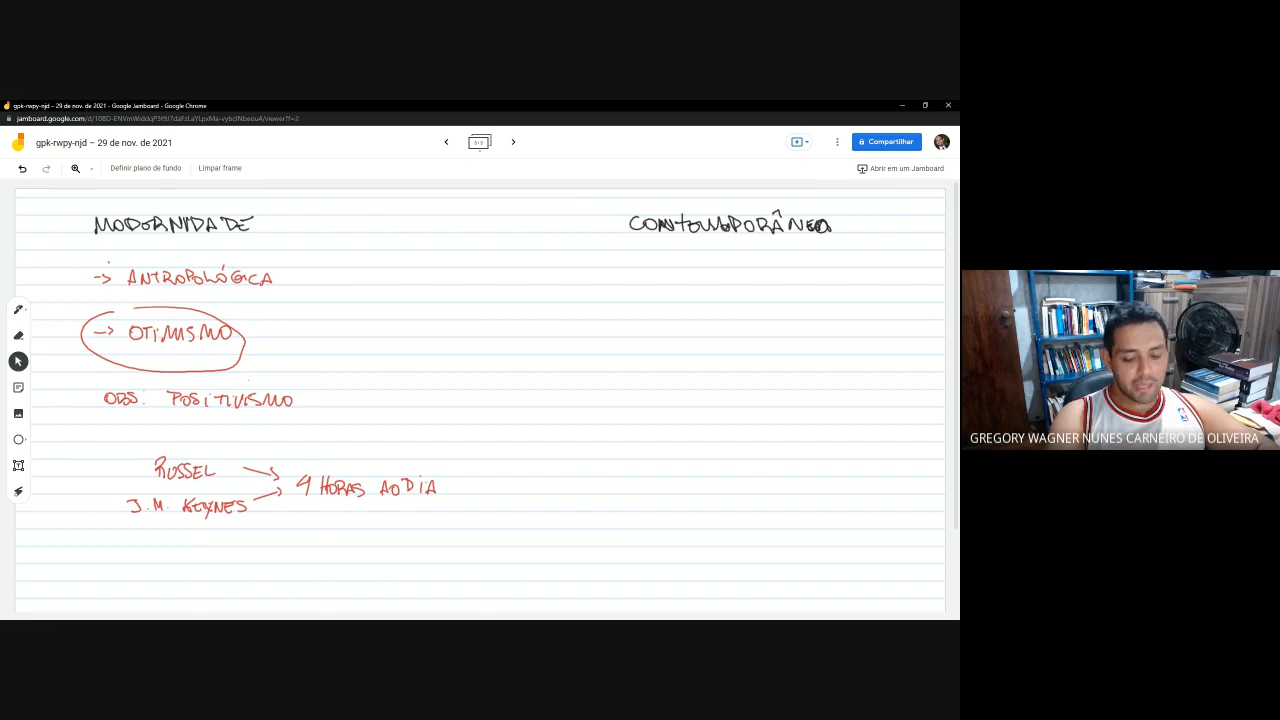 gpk-rwpy-njd – 29 de nov. de 2021 - Google Jamboard - Google Chrome
gpk-rwpy-njd – 29 de nov. de 2021
Compartilhar
Definir plano de fundo
Limpar frame
Abrir em um Jamboard
MODERNIDADE
CONTEMPORÂNEA
-> ANTROPOLÓGICA
-> OTIMISMO
OBS: POSITIVISMO
RUSSEL
4 HORAS AO DIA
J.M. KEYNES
GREGORY WAGNER NUNES CARNEIRO DE OLIVEIRA